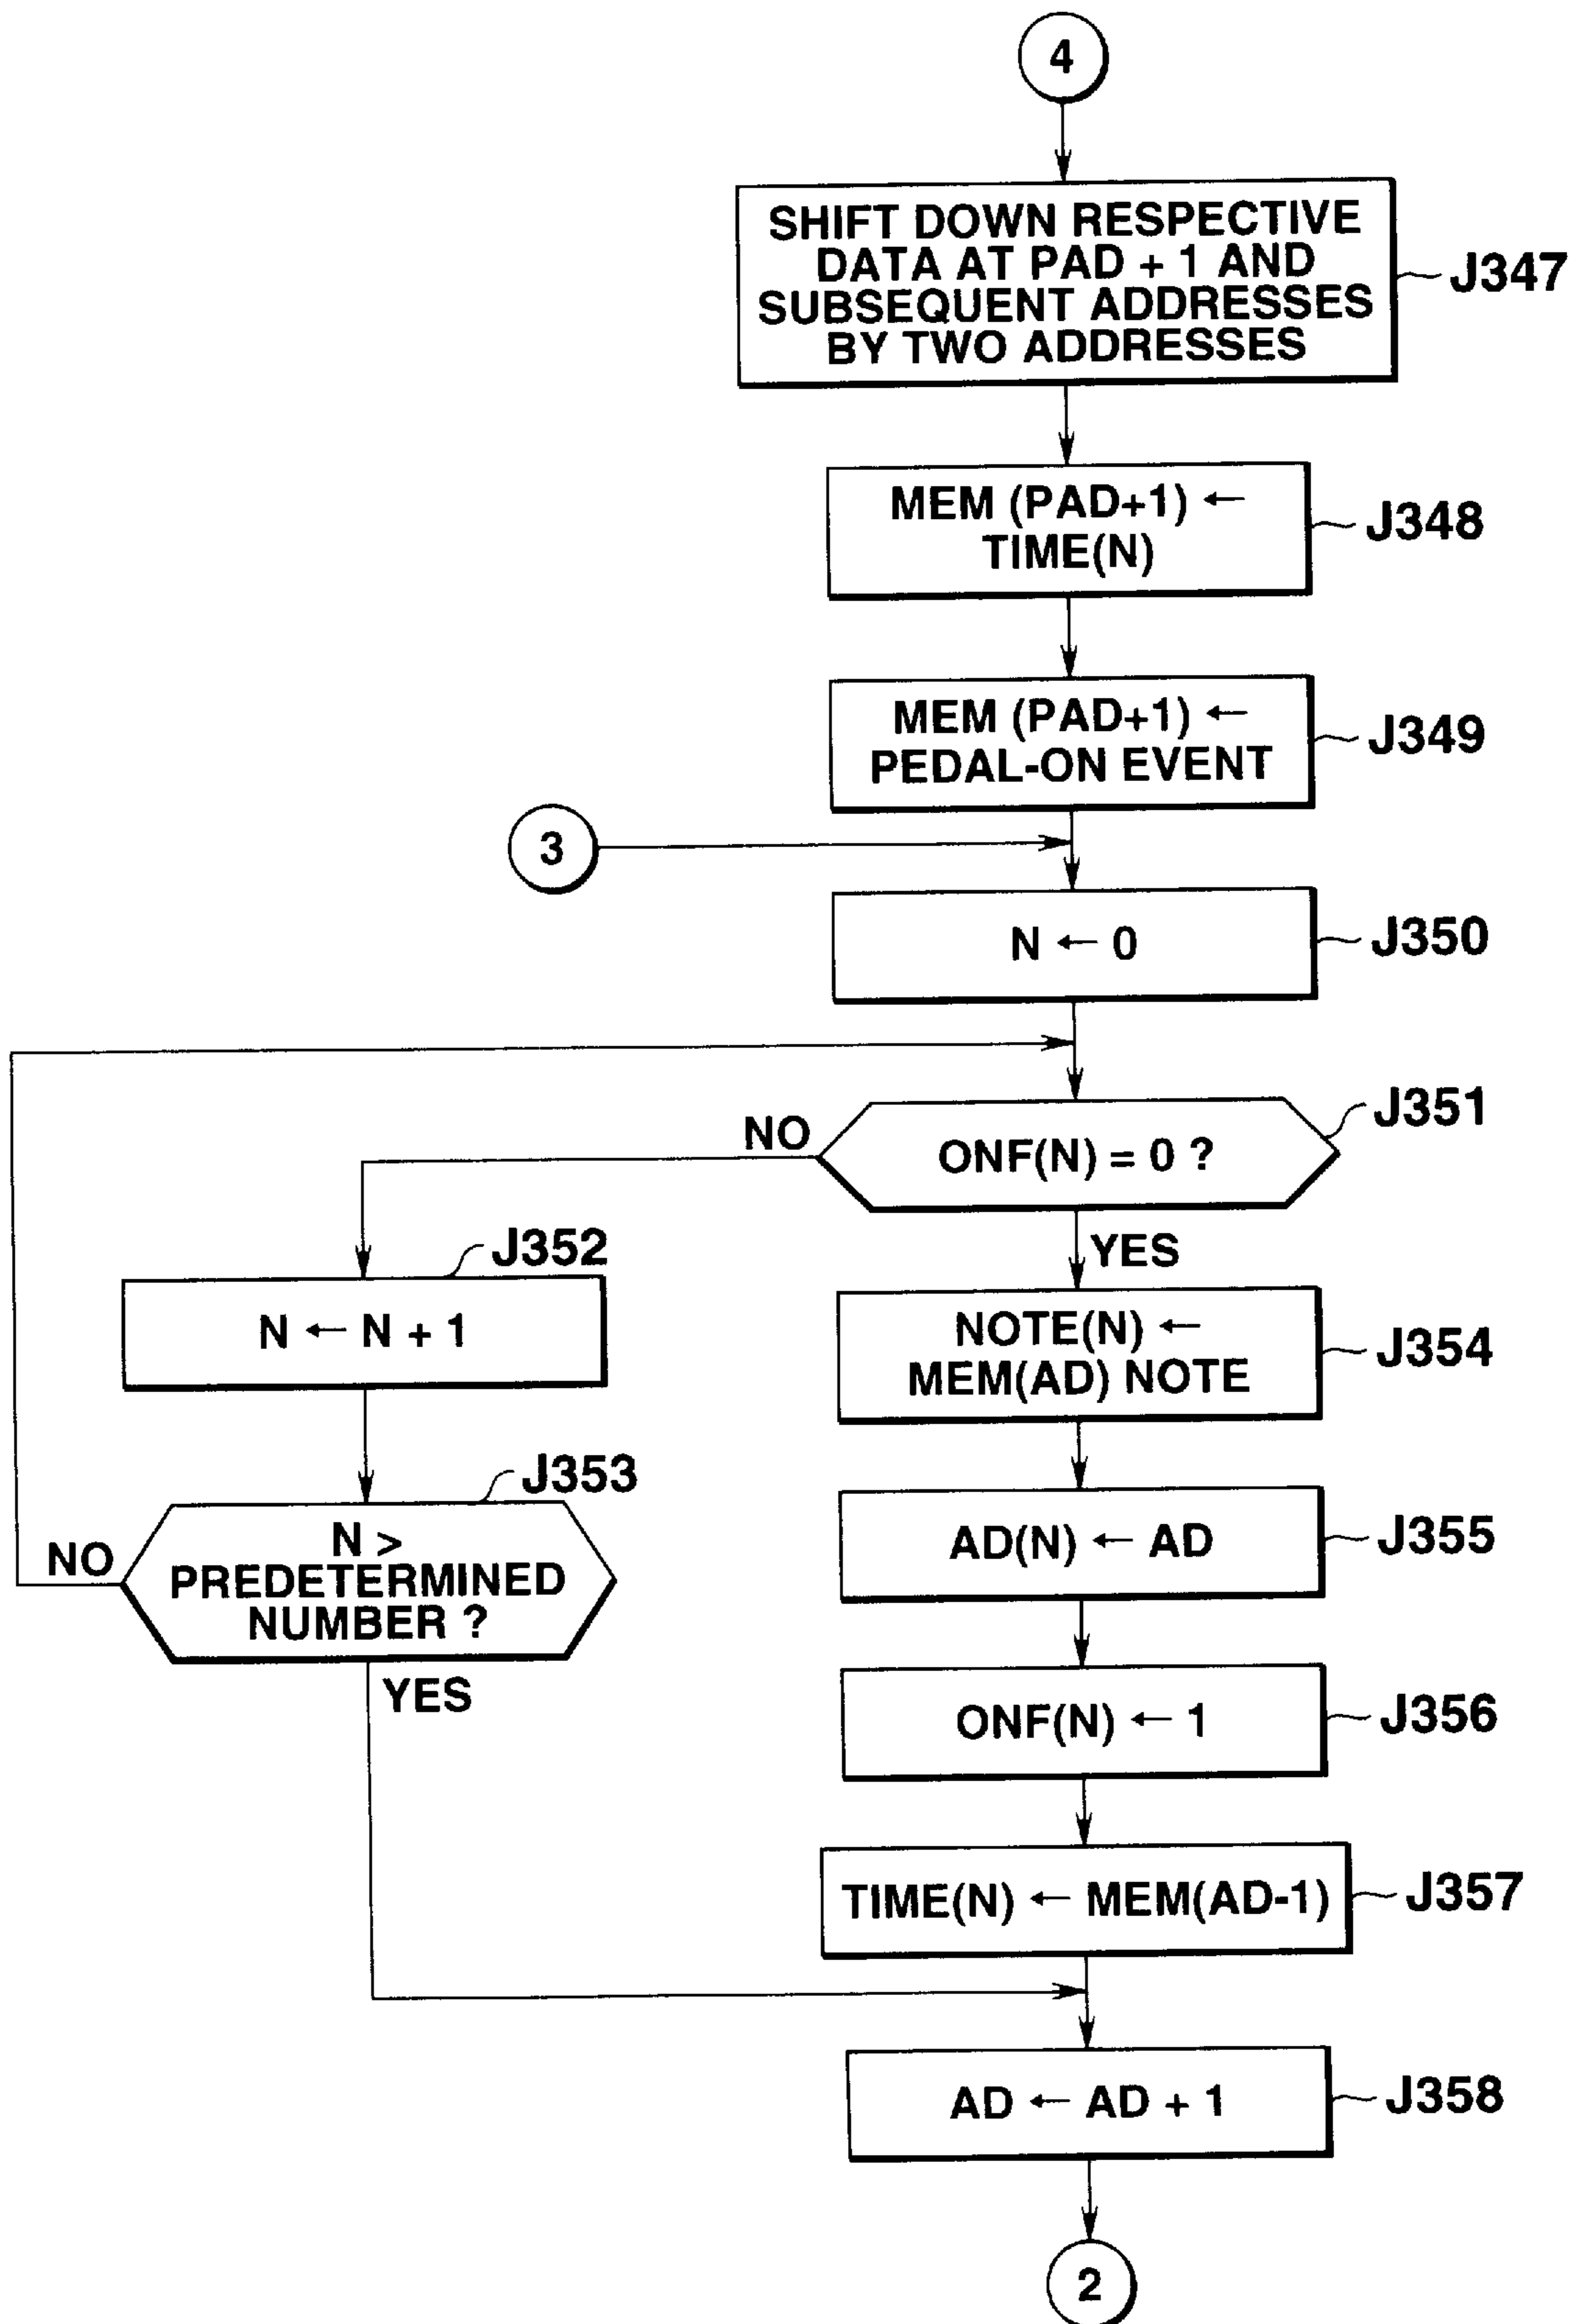 4
SHIFT DOWN RESPECTIVE
DATA AT PAD + 1 AND
SUBSEQUENT ADDRESSES
BY TWO ADDRESSES
J347
MEM (PAD+1) ←
TIME(N)
J348
MEM (PAD+1) ←
PEDAL-ON EVENT
J349
3
N ← 0
J350
J351
NO
ONF(N) = 0 ?
YES
J352
N ← N + 1
NOTE(N) ←
MEM(AD) NOTE
J354
J353
N >
PREDETERMINED
NUMBER ?
NO
YES
AD(N) ← AD
J355
ONF(N) ← 1
J356
TIME(N) ← MEM(AD-1)
J357
AD ← AD + 1
J358
2